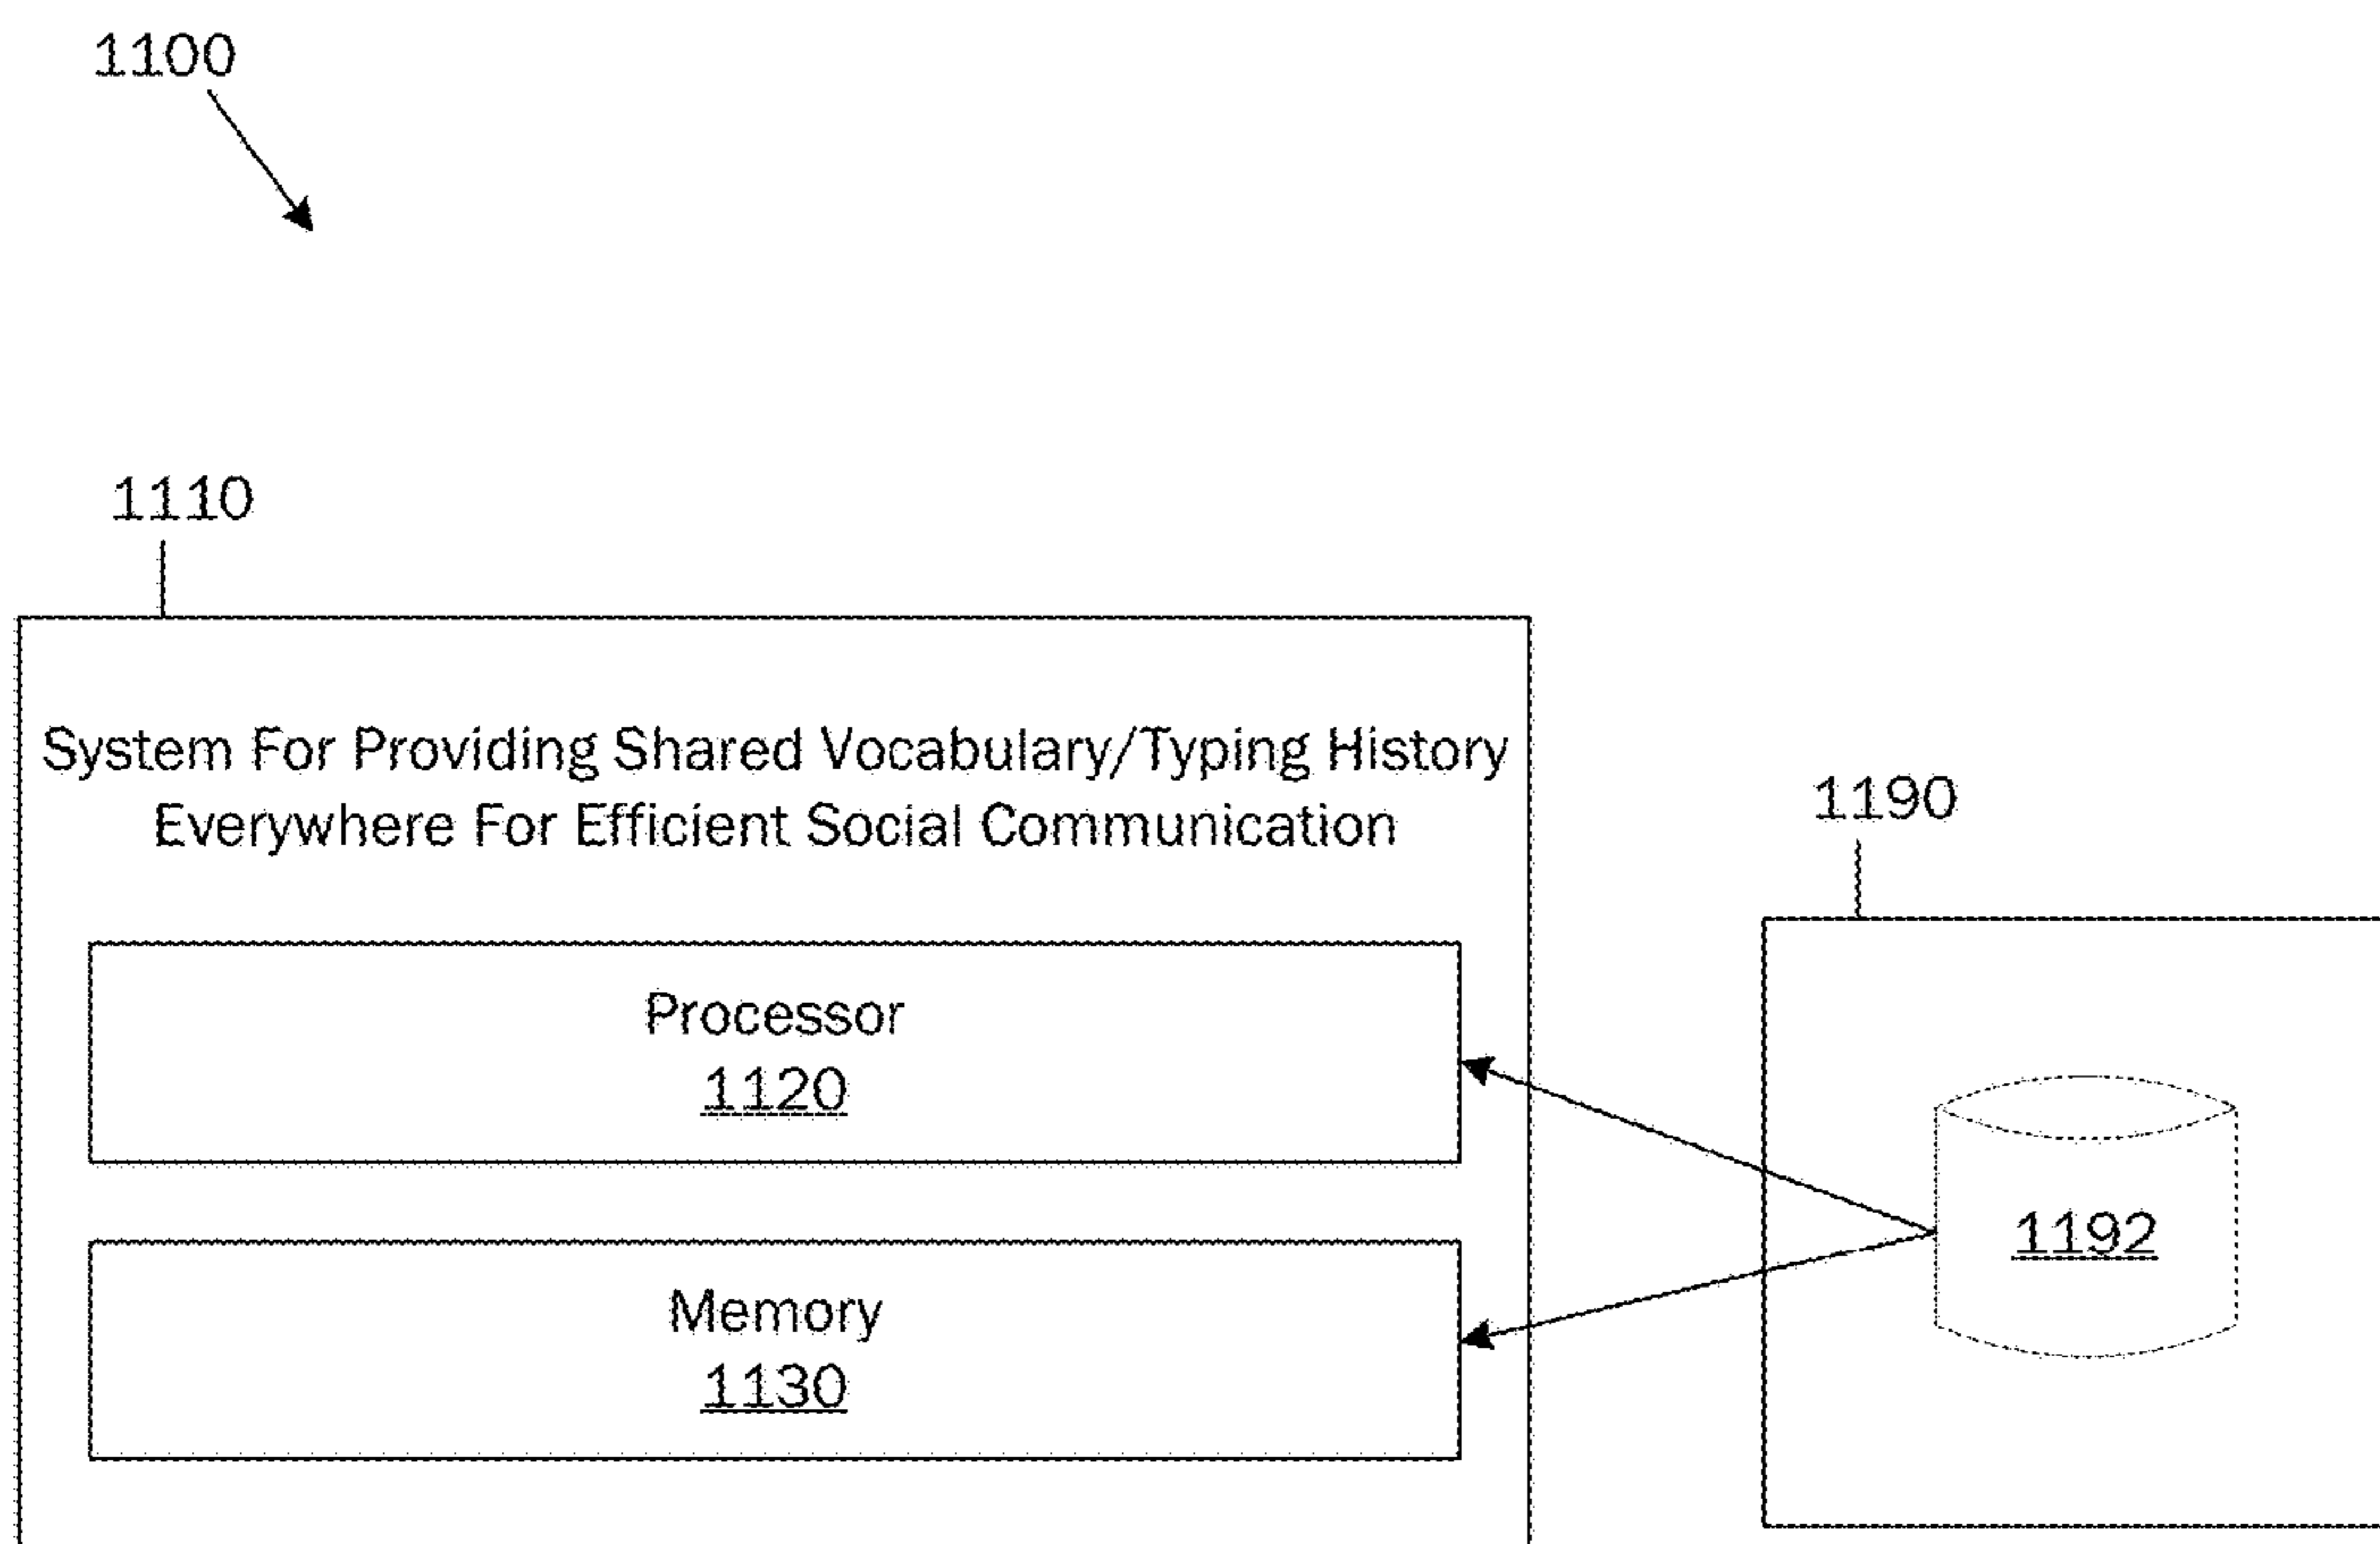 1100
1110
System For Providing Shared Vocabulary/Typing History
Everywhere For Efficient Social Communication
1190
Processor
1120
1192
Memory
1130